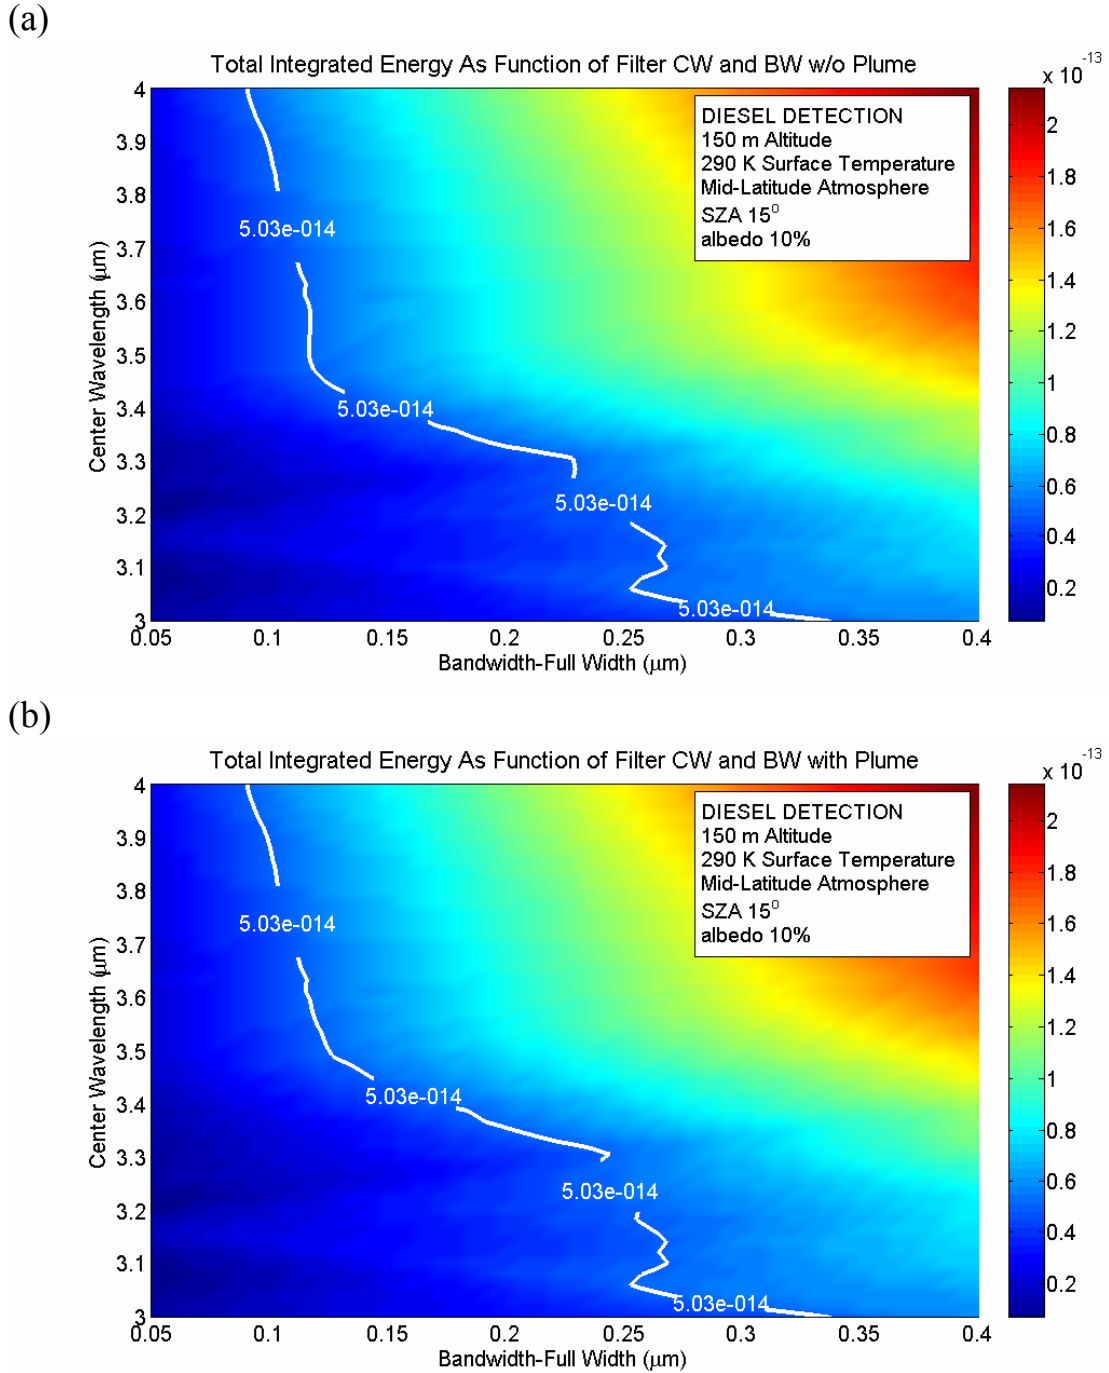 (a)
Total Integrated Energy As Function of Filter CW and BW w/o Plume
x 10-13
4
3.9
3.8
3.7
3.6
3.5
3.4
3.3
3.2
3.1
3
Center Wavelength (μm)
DIESEL DETECTION
150 m Altitude
290 K Surface Temperature
Mid-Latitude Atmosphere
SZA 15⁰
albedo 10%
5.03e-014
5.03e-014
5.03e-014
5.03e-014
2
1.8
1.6
1.4
1.2
1
0.8
0.6
0.4
0.2
0.05 0.1 0.15 0.2 0.25 0.3 0.35 0.4
Bandwidth-Full Width (μm)
(b)
Total Integrated Energy As Function of Filter CW and BW with Plume
x 10-13
4
3.9
3.8
3.7
3.6
3.5
3.4
3.3
3.2
3.1
3
Center Wavelength (μm)
DIESEL DETECTION
150 m Altitude
290 K Surface Temperature
Mid-Latitude Atmosphere
SZA 15⁰
albedo 10%
5.03e-014
5.03e-014
5.03e-014
5.03e-014
2
1.8
1.6
1.4
1.2
1
0.8
0.6
0.4
0.2
0.05 0.1 0.15 0.2 0.25 0.3 0.35 0.4
Bandwidth-Full Width (μm)